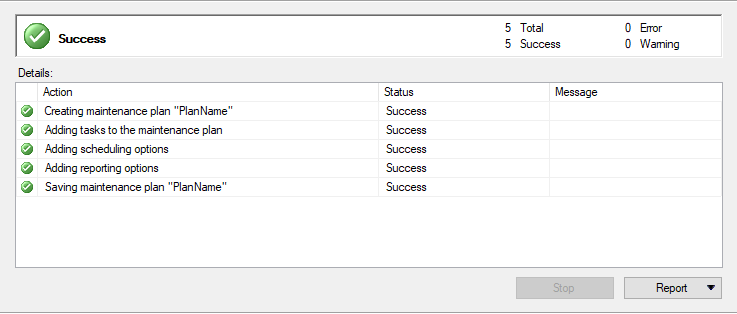 Success
5 Total 0 Error
5 Success 0 Warning
Details:
Action Status Message
Creating maintenance plan "PlanName" Success
Adding tasks to the maintenance plan Success
Adding scheduling options Success
Adding reporting options Success
Saving maintenance plan "PlanName" Success
Stop Report